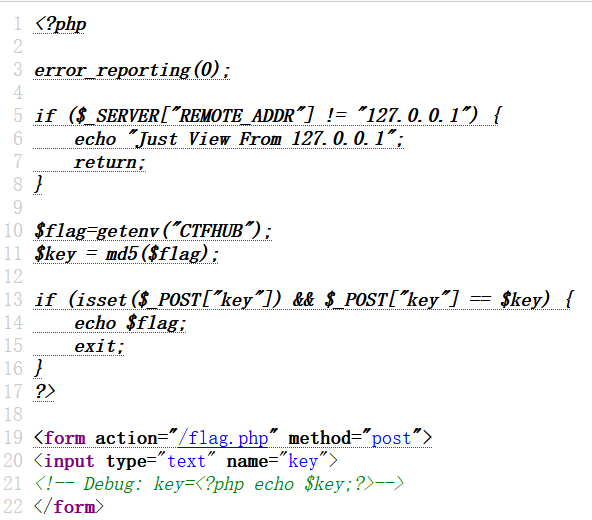 1 <?php
2
3 error_reporting(0);
4
5 if ($_SERVER["REMOTE_ADDR"] != "127.0.0.1") {
6     echo "Just View From 127.0.0.1";
7     return;
8 }
9
10 $flag=getenv("CTFHUB");
11 $key = md5($flag);
12
13 if (isset($_POST["key"]) && $_POST["key"] == $key) {
14     echo $flag;
15     exit;
16 }
17 ?>
18
19 <form action="/flag.php" method="post">
20 <input type="text" name="key">
21 <!-- Debug: key=<?php echo $key;?>-->
22 </form>